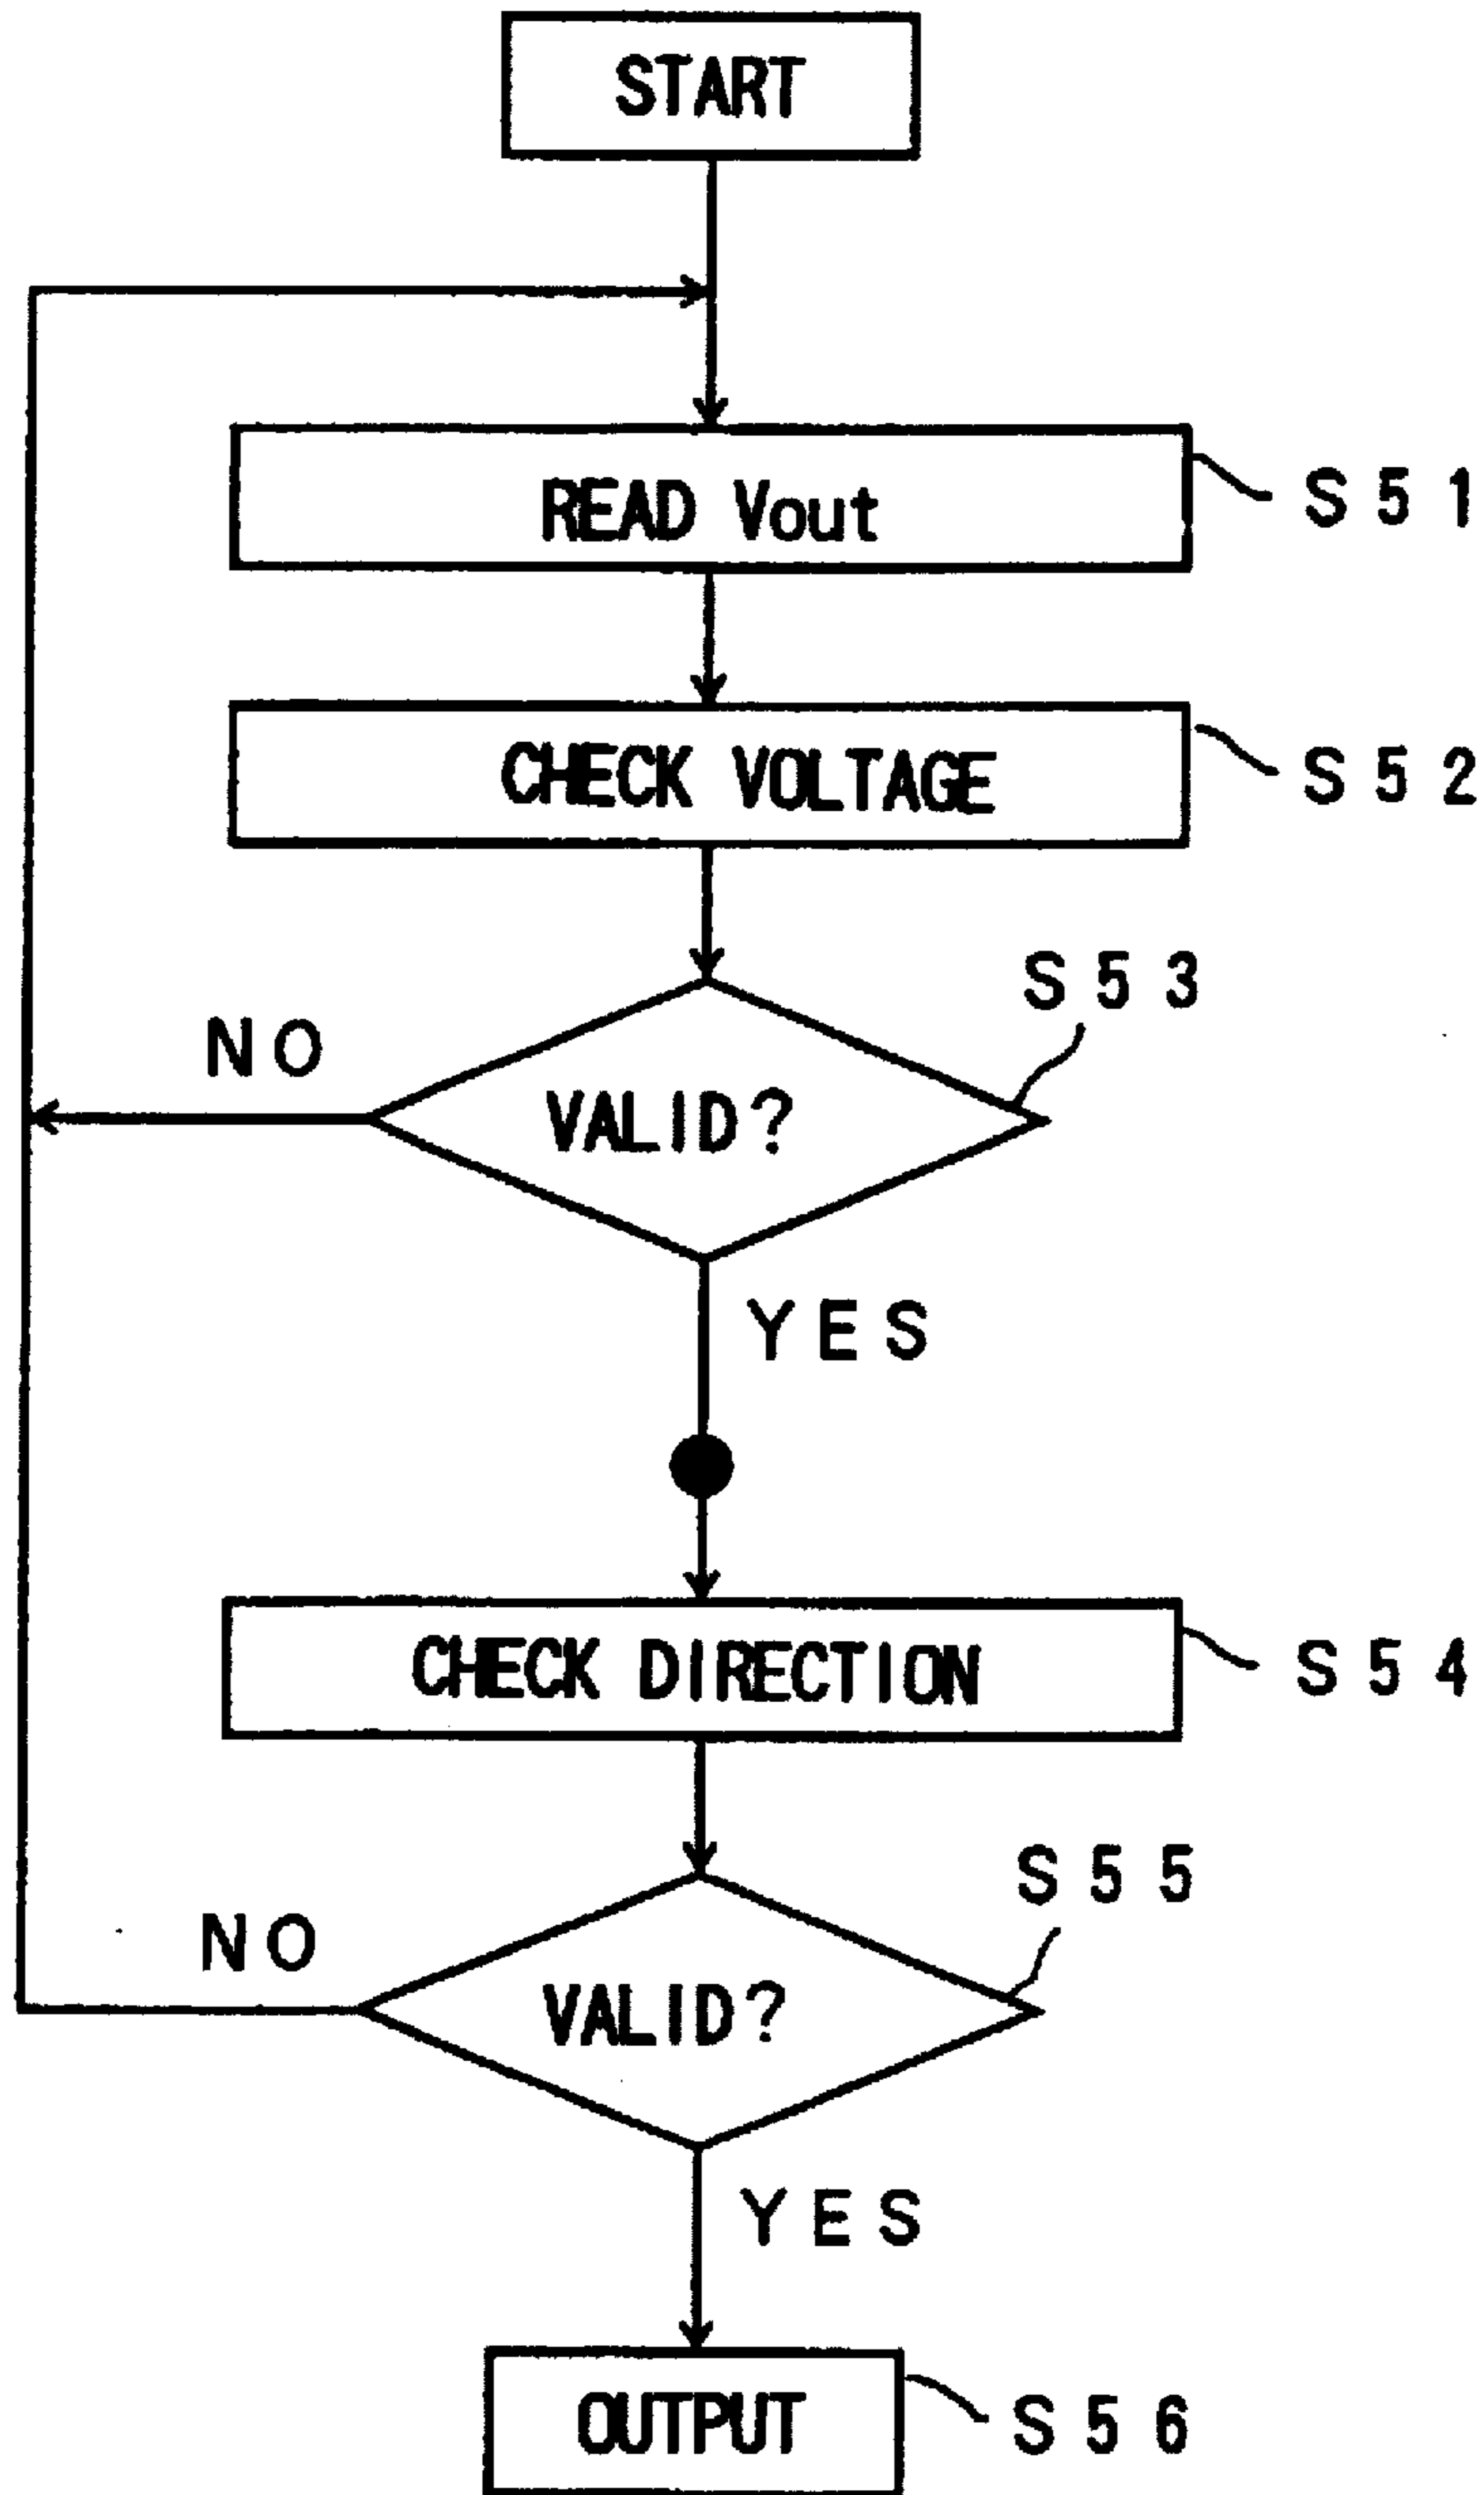 START
READ Vout
S51
CHECK VOLTAGE
S52
S53
NO
VALID?
YES
CHECK DIRECTION
S54
S55
NO
VALID?
YES
OUTPUT
S56